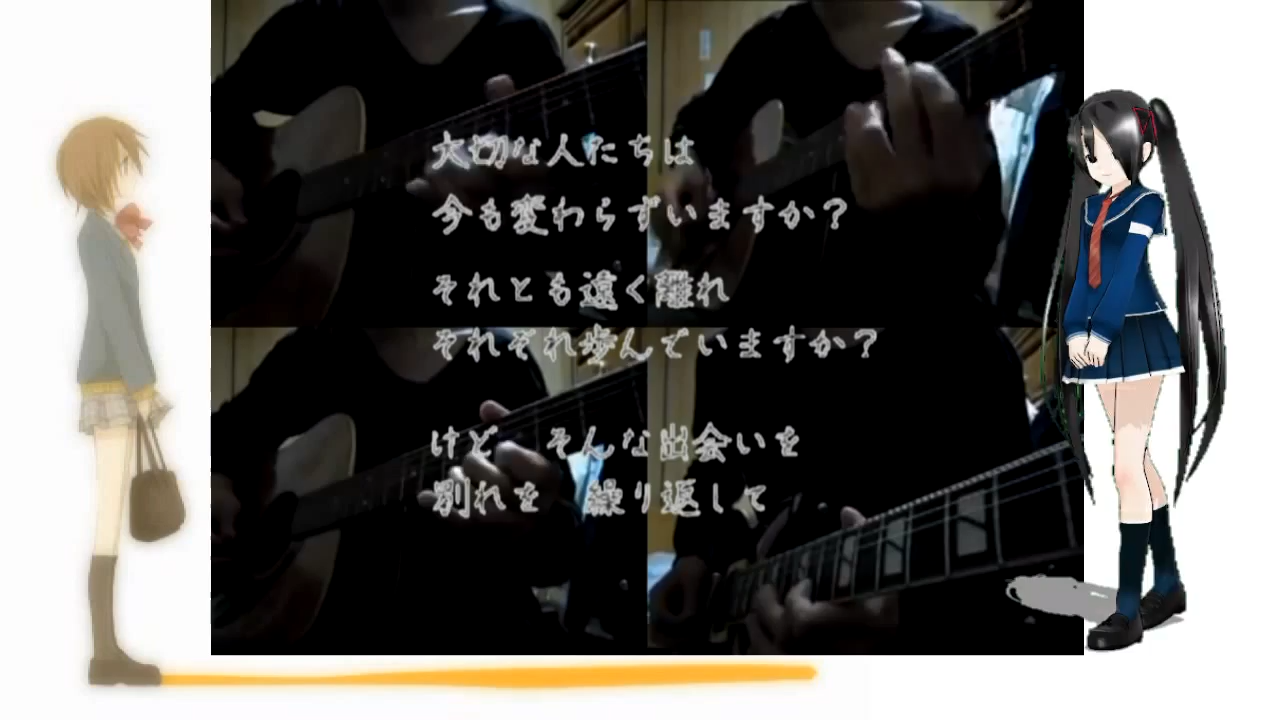 大切な人たちは
今も変わらずいますか?
それとも遠く離れ
それぞれ歩んでいますか?
けど　そんな出会いを
別れを　繰り返して